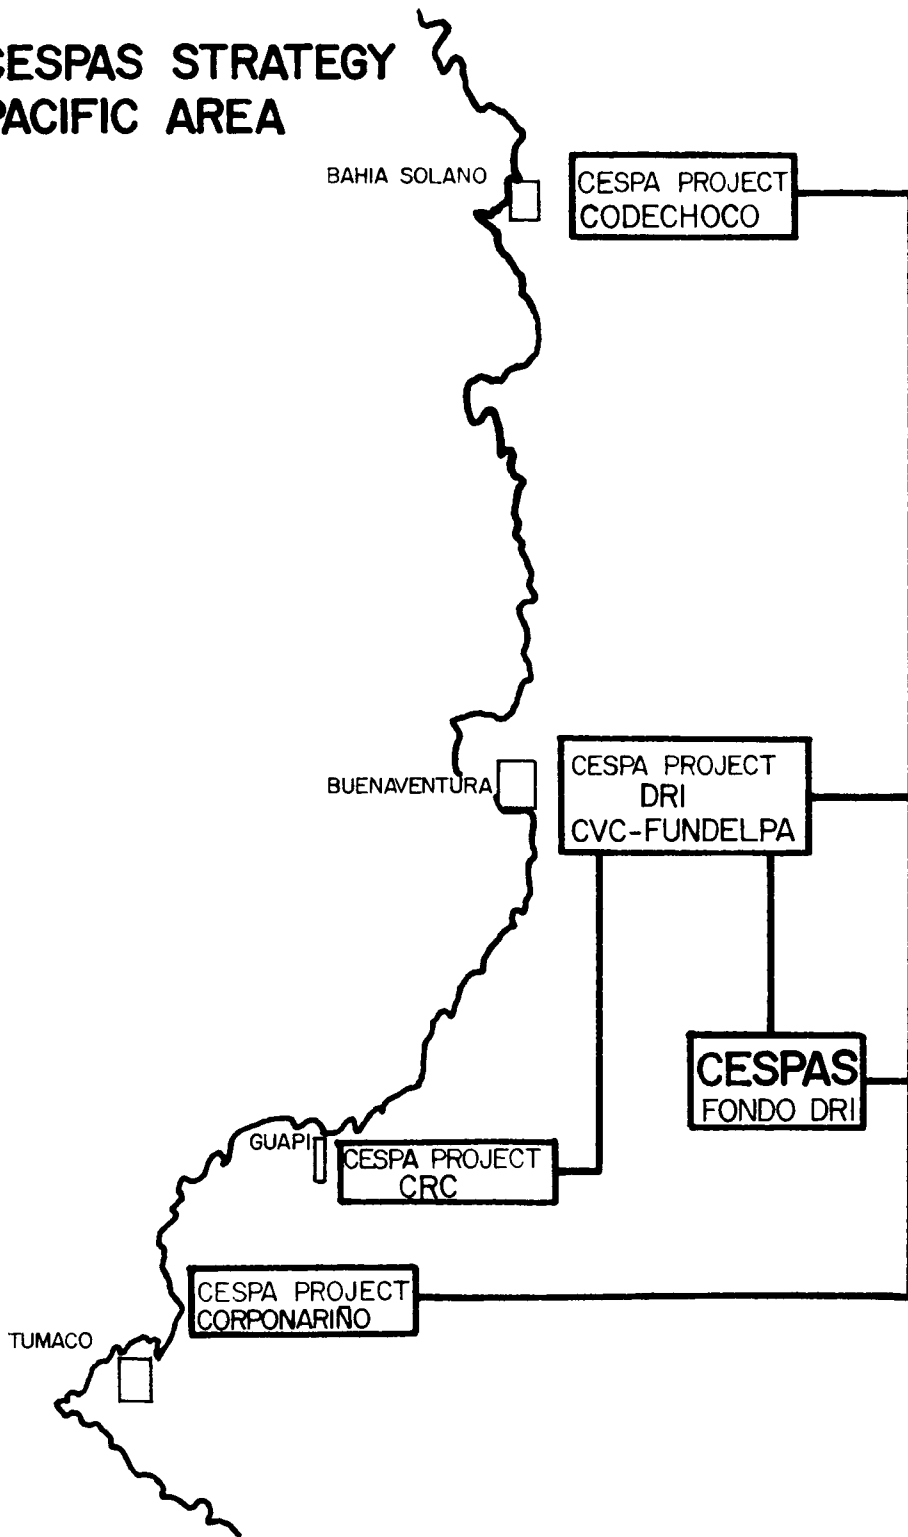 CESPAS STRATEGY
PACIFIC AREA
BAHIA SOLANO
CESPA PROJECT
CODECHOCO
BUENAVENTURA
CESPA PROJECT
DRI
CVC-FUNDELPA
CESPAS
FONDO DRI
GUAPI
CESPA PROJECT
CRC
CESPA PROJECT
CORPONARIÑO
TUMACO